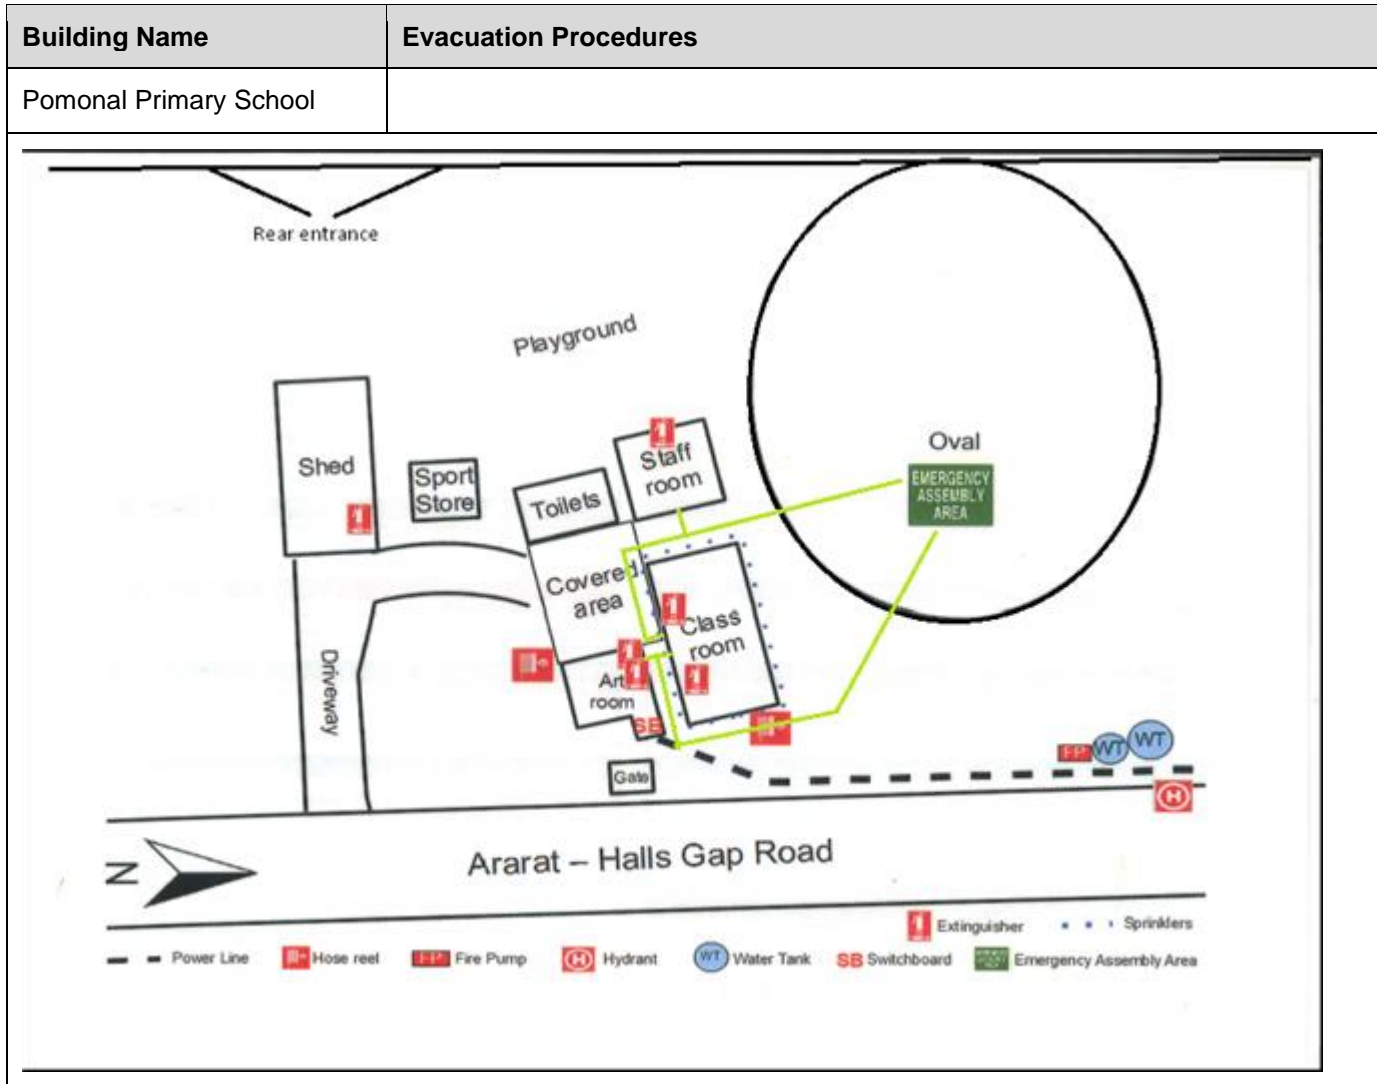 Building Name
Evacuation Procedures
Pomonal Primary School
Rear entrance
Playground
Oval
EMERGENCY
ASSEMBLY
AREA
Shed
Sport
Store
Toilets
Staff
room
Covered
area
Class
room
Art
room
SB
Driveway
Gate
FP
WT
WT
H
N
Ararat – Halls Gap Road
Extinguisher
Sprinklers
Power Line
Hose reel
FP Fire Pump
H Hydrant
WT Water Tank
SB Switchboard
Emergency Assembly Area